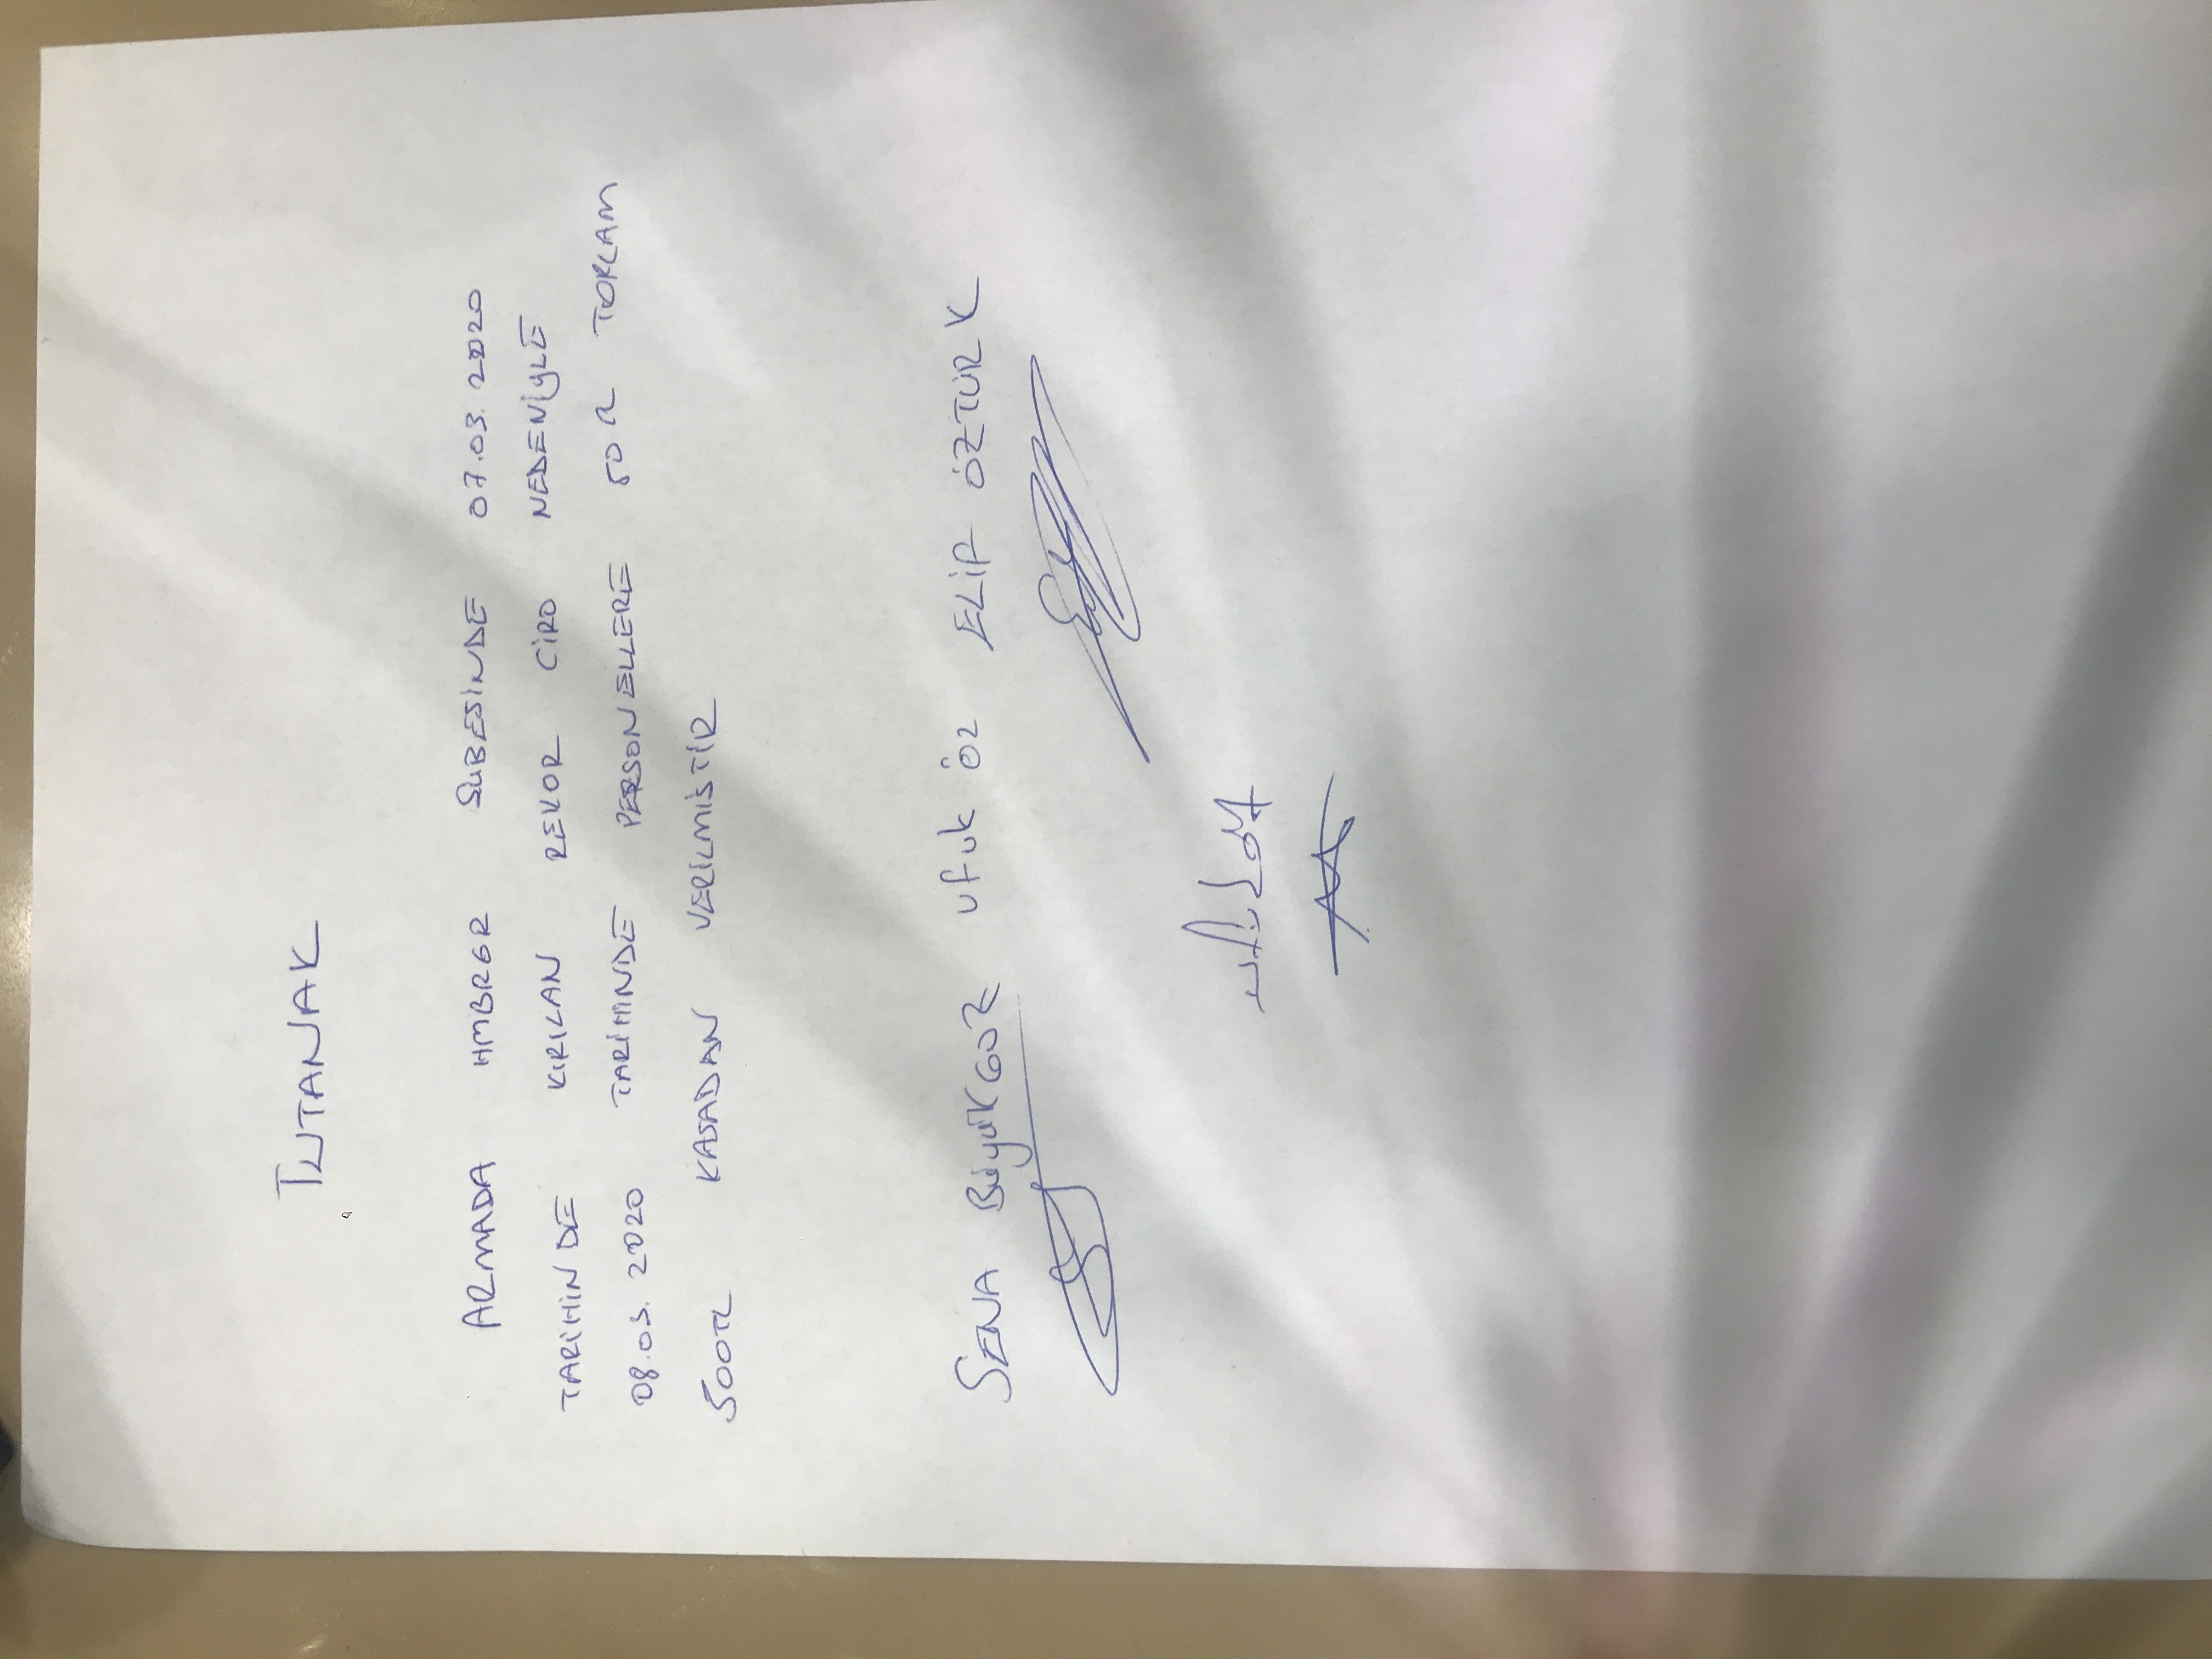 TUTANAK
ARMADA HMBRGR ŞUBESİNDE 07.03.2020
TARİHİNDE KIRILAN REKOR CİRO NEDENİYLE
08.03.2020 TARİHİNDE PERSONELLERE 50 TL TOPLAM
500TL KASADAN VERİLMİŞTİR
SENA BüyüKGÖZ ufuk öz ELİF ÖZTÜRK
ufuk öz